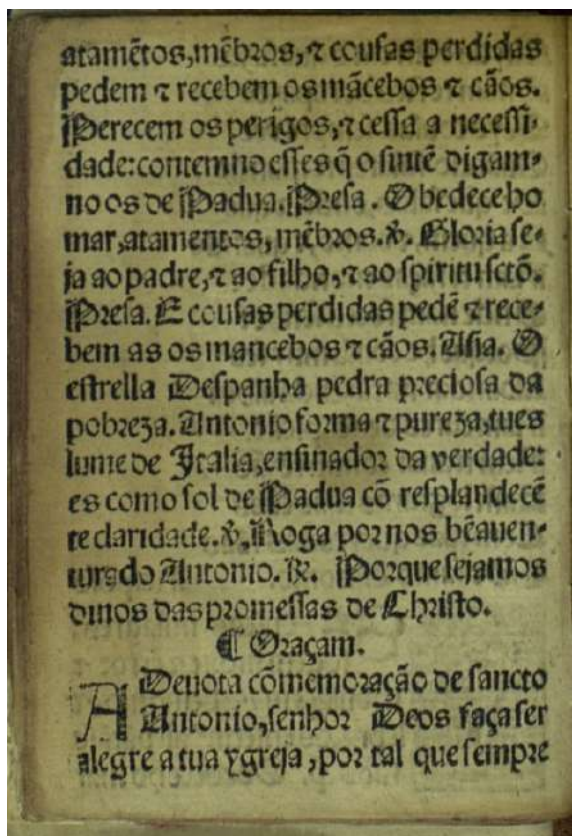 atamẽtos, mẽbros, ⁊ cousas perdidas
pedem ⁊ recebem os mãcebos ⁊ cãos.
Perecem os perigos, ⁊ cessa a necessi-
dade: contem no esses q̃ o sintẽ digam-
no os de Padua. Presa. Obedece ho
mar, atamentos, mẽbros. ℣. Gloria se-
ja ao padre, ⁊ ao filho, ⁊ ao spiritu sctõ.
Presa. E cousas perdidas pedẽ ⁊ rece-
bem as os mancebos ⁊ cãos. Aña. O
estrella Despanha pedra preciosa da
pobreza. Antonio forma ⁊ pureza, tu es
lume de Italia, ensinador da verdade:
es como sol de Padua cõ resplandecẽ
te claridade. ℣. Roga por nos bẽauen-
turado Antonio. ℟. Porque sejamos
dinos das promessas de Christo.
¶ Oraçam.
A Deuota cõmemoração de sancto
Antonio, senhor Deos faça ser
alegre a tua ygreja, por tal que sempre